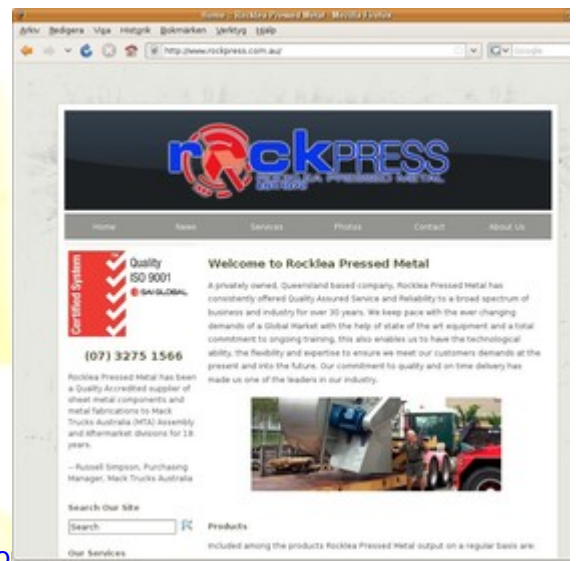 Home :: Rocklea Pressed Metal - Mozilla Firefox
Arkiv Redigera Visa Historik Bokmärken Verktyg Hjälp
http://www.rockpress.com.au/
Google
rockPRESS
ROCKLEA PRESSED METAL
Home News Services Photos Contact About Us
Certified System
Quality
ISO 9001
SAI GLOBAL
(07) 3275 1566
Rocklea Pressed Metal has been
a Quality Accredited supplier of
sheet metal components and
metal fabrications to Mack
Trucks Australia (MTA) Assembly
and Aftermarket divisions for 18
years.
-- Russell Simpson, Purchasing
Manager, Mack Trucks Australia
Search Our Site
Search
Our Services
Welcome to Rocklea Pressed Metal
A privately owned, Queensland based company, Rocklea Pressed Metal has
consistently offered Quality Assured Service and Reliability to a broad spectrum of
business and industry for over 30 years. We keep pace with the ever changing
demands of a Global Market with the help of state of the art equipment and a total
commitment to ongoing training, this also enables us to have the technological
ability, the flexibility and expertise to ensure we meet our customers demands at the
present and into the future. Our commitment to quality and on time delivery has
made us one of the leaders in our industry.
Products
Included among the products Rocklea Pressed Metal output on a regular basis are: